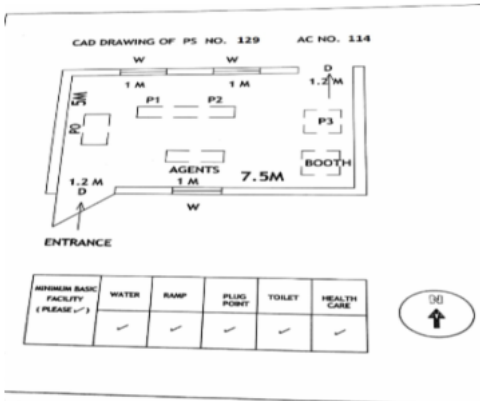 CAD DRAWING OF PS NO. 129 AC NO. 114
W W D
1 M 1 M 1.2 M
5M
P1 P2
P3
PO
AGENTS
BOOTH
1.2 M 1 M 7.5M
D
W
ENTRANCE
MINIMUM BASIC FACILITY ( PLEASE ✓ ) WATER RAMP PLUG POINT TOILET HEALTH CARE
✓ ✓ ✓ ✓ ✓